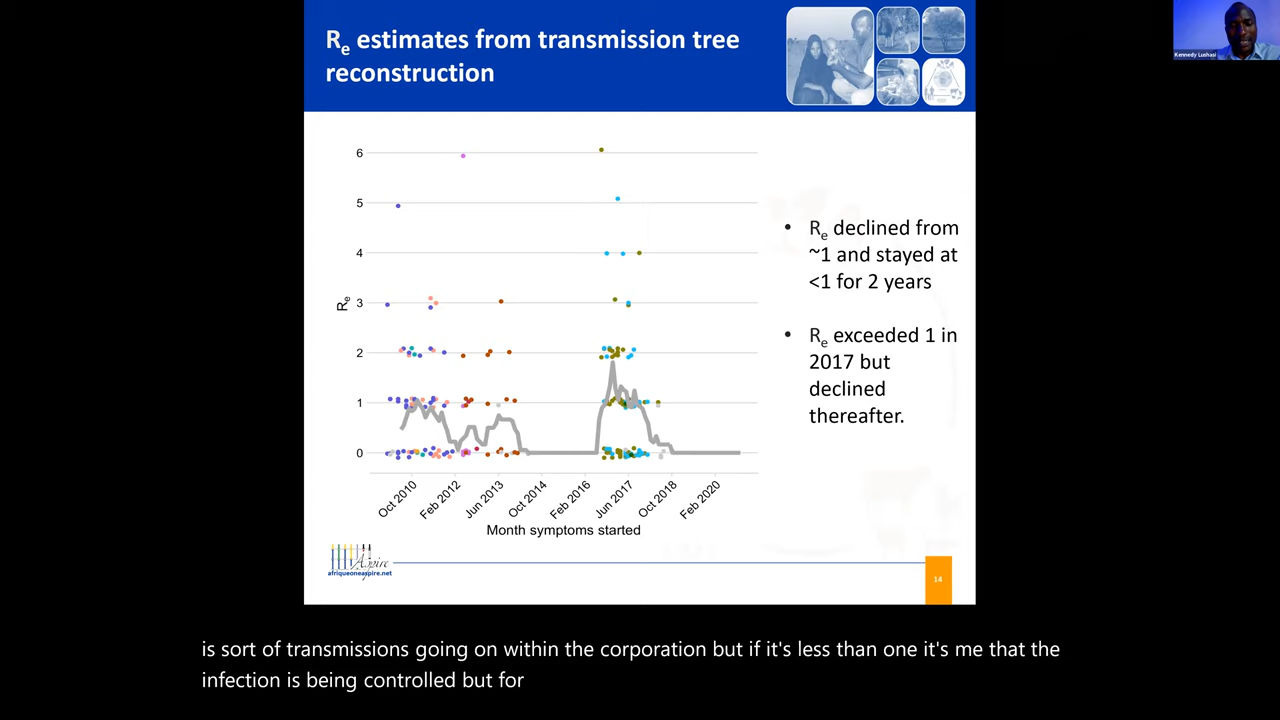 Re estimates from transmission tree
reconstruction
Kennedy Lushasi
6
5
4
3
2
1
0
Re
Oct 2010
Feb 2012
Jun 2013
Oct 2014
Feb 2016
Jun 2017
Oct 2018
Feb 2020
Month symptoms started
• Re declined from
~1 and stayed at
<1 for 2 years
• Re exceeded 1 in
2017 but
declined
thereafter.
Aspire
afriqueoneaspire.net
14
is sort of transmissions going on within the corporation but if it's less than one it's me that the
infection is being controlled but for